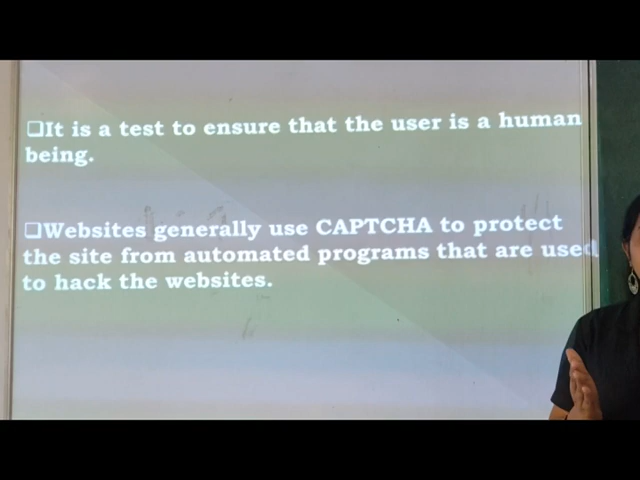 ❑It is a test to ensure that the user is a human
being.
❑Websites generally use CAPTCHA to protect
the site from automated programs that are used
to hack the websites.